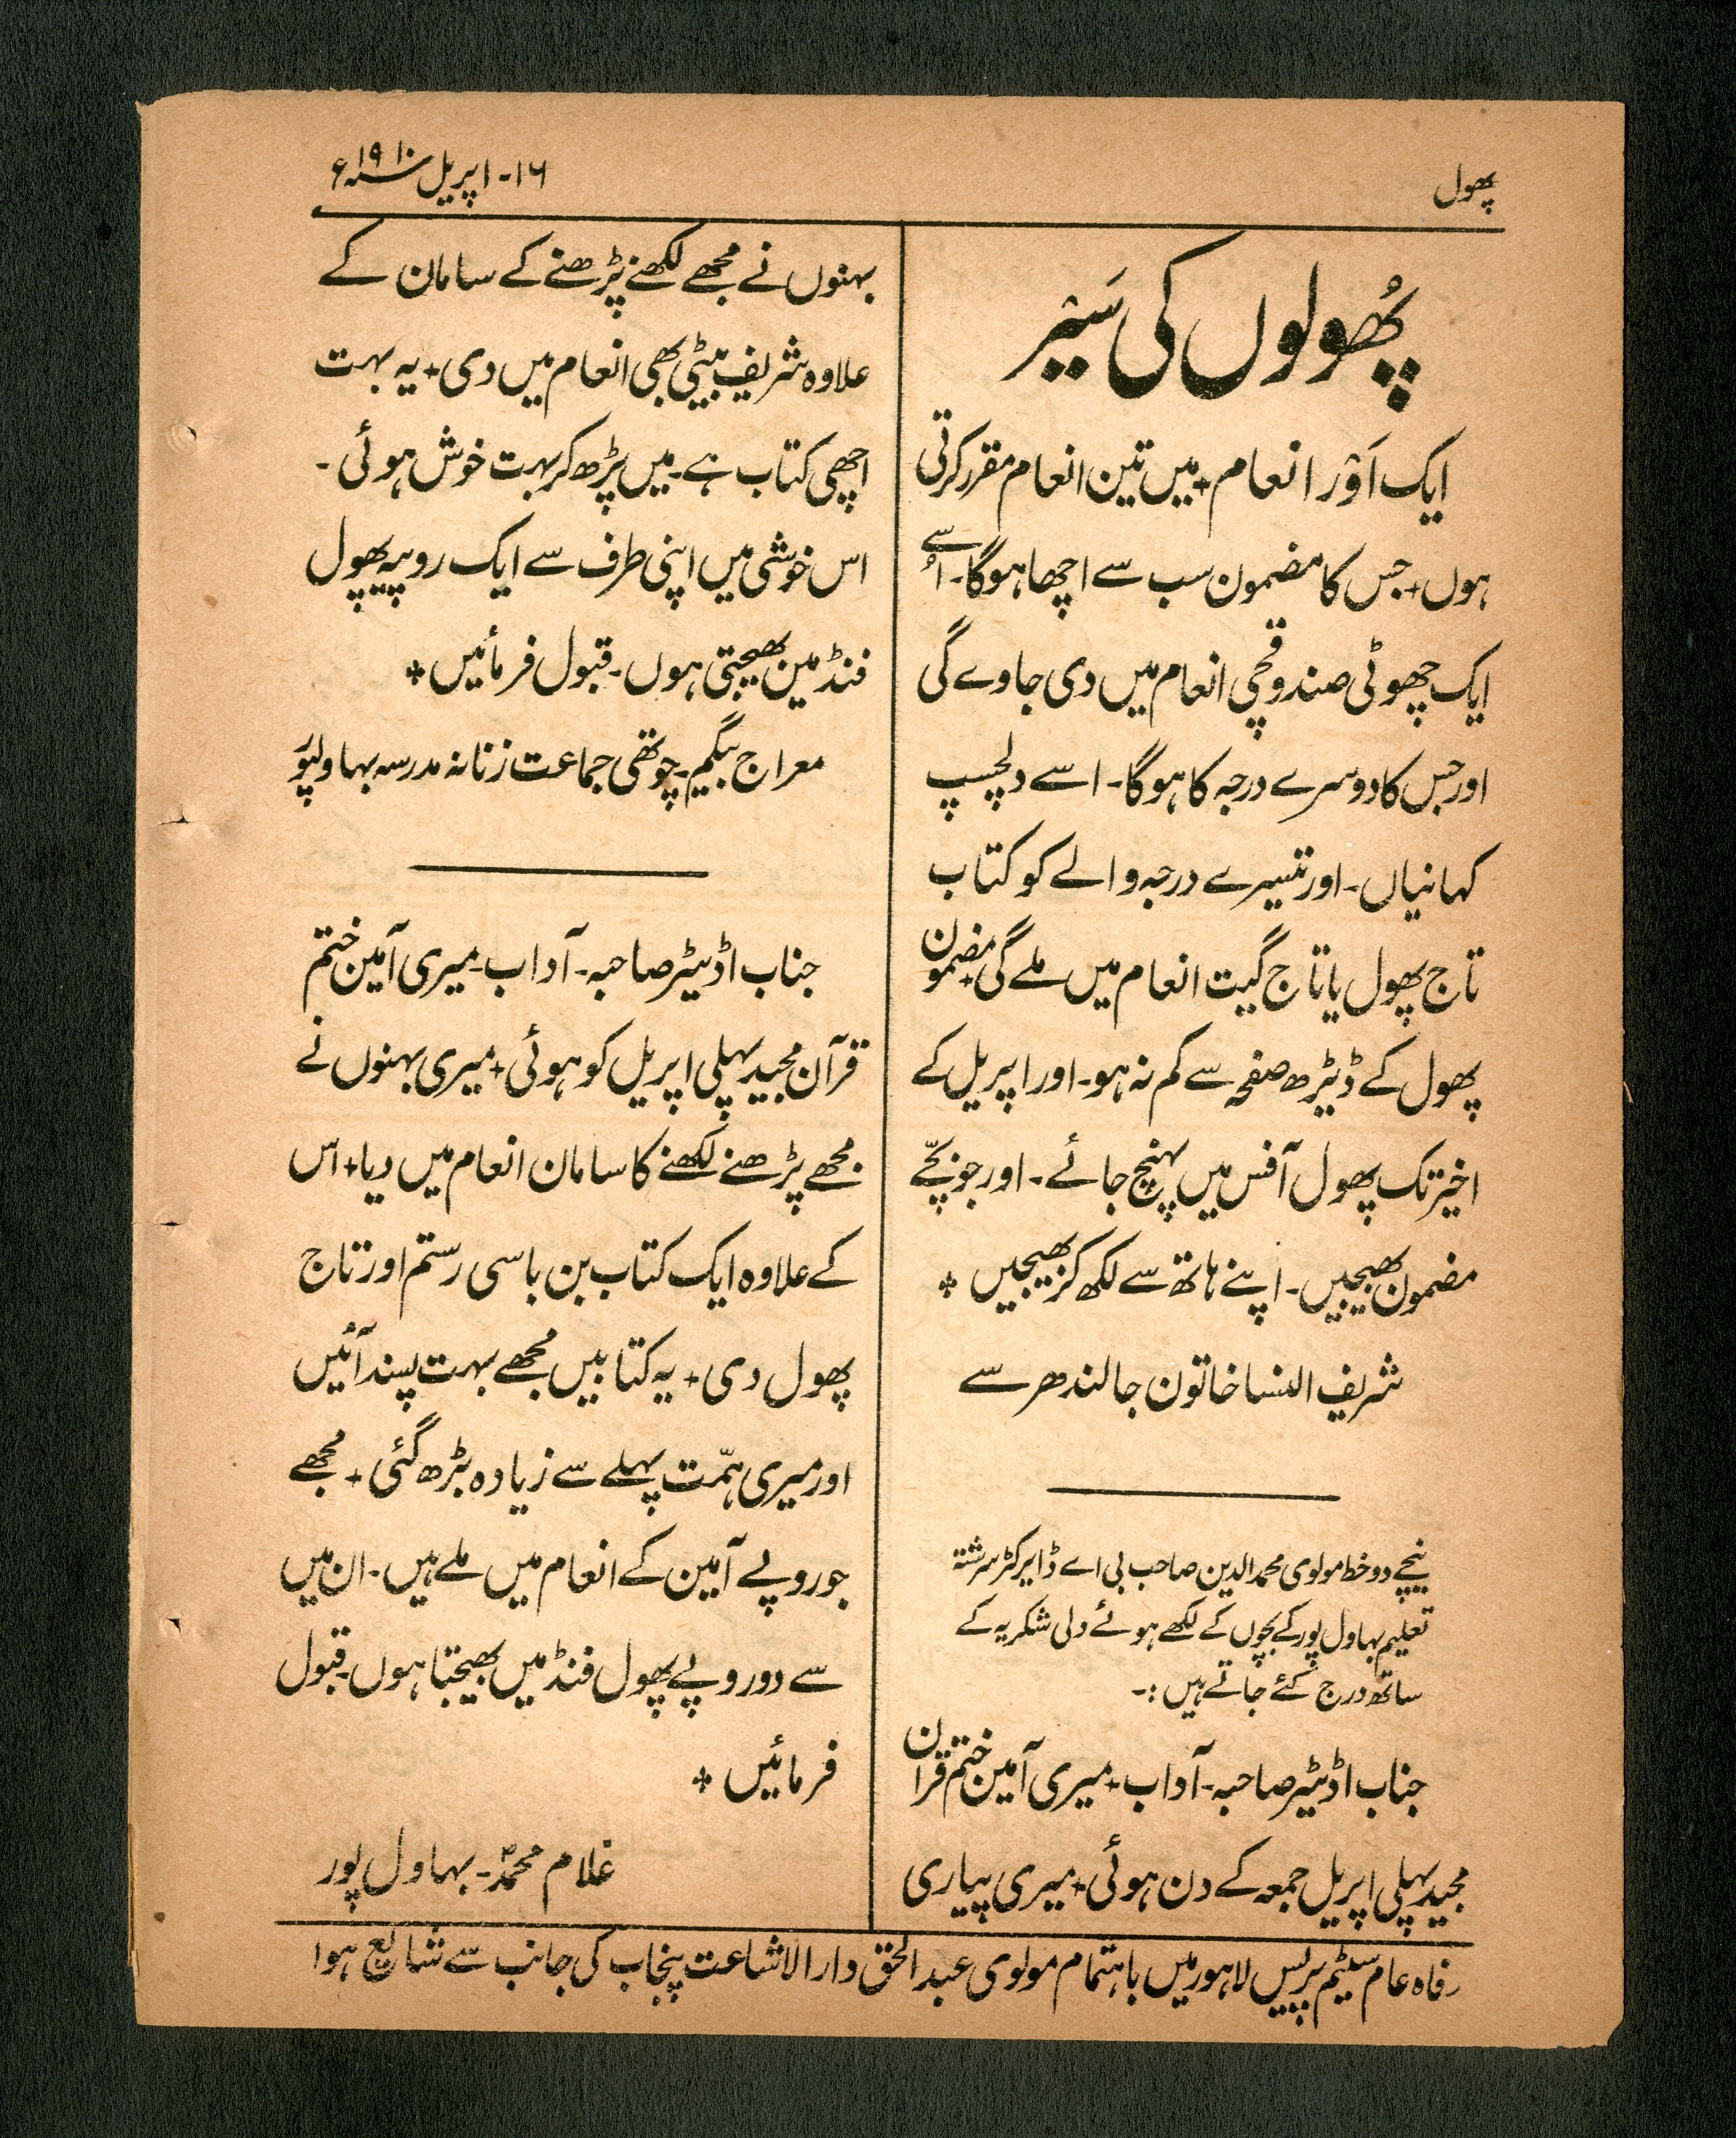 پھول
۱۶- اپریل سنہ ۱۹۱۰ء
پُھولوں کی سَیْر
ایک اَوْر انعام + میں تین انعام مقرر کرتی
ہوں + جس کا مضمون سب سے اچھا ہوگا - اُسے
ایک چھوٹی صندوقچی انعام میں دی جاوے گی
اور جس کا دوسرے درجہ کا ہوگا - اسے دلچسپ
کہانیاں - اور تیسرے درجہ والے کو کتاب
تاج پھول یا تاج گیت انعام میں ملے گی + مضمون
پھول کے ڈیڑھ صفحہ سے کم نہ ہو - اور اپریل کے
اخیر تک پھول آفس میں پہنچ جائے - اور جو بچّے
مضمون بھیجیں - اپنے ہاتھ سے لکھ کر بھیجیں +
شریف النسا خاتون جالندھر سے
نیچے دو خط مولوی محمد الدین صاحب بی اے ڈایرکٹر سرشتہ
تعلیم بہاول پور کے بچوں کے لکھے ہوئے دلی شکریہ کے
ساتھ درج کئے جاتے ہیں :-
جناب اڈیٹر صاحبہ - آداب + میری آمین ختم قرآن
مجید پہلی اپریل جمعہ کے دن ہوئی + میری پیاری
بہنوں نے مجھے لکھنے پڑھنے کے سامان کے
علاوہ شریف بیٹی بھی انعام میں دی + یہ بہت
اچھی کتاب ہے - میں پڑھ کر بہت خوش ہوئی -
اس خوشی میں اپنی طرف سے ایک روپیہ پھول
فنڈ مین بھیجتی ہوں - قبول فرمائیں +
معراج بیگم - چوتھی جماعت زنانہ مدرسہ بہاولپور
جناب اڈیٹر صاحبہ - آداب - میری آمین ختم
قرآن مجید پہلی اپریل کو ہوئی + میری بہنوں نے
مجھے پڑھنے لکھنے کا سامان انعام میں دیا + اس
کے علاوہ ایک کتاب بن باسی رستم اور تاج
پھول دی + یہ کتابیں مجھے بہت پسند آئیں
اور میری ہمّت پہلے سے زیادہ بڑھ گئی + مجھے
جو روپے آمین کے انعام میں ملے ہیں - ان میں
سے دو روپے پھول فنڈ میں بھیجتا ہوں - قبول
فرمائیں +
غلام محمدؐ - بہاول پور
رفاہ عام سٹیم پریس لاہور میں باہتمام مولوی عبد الحق دار الاشاعت پنجاب کی جانب سے شایع ہوا